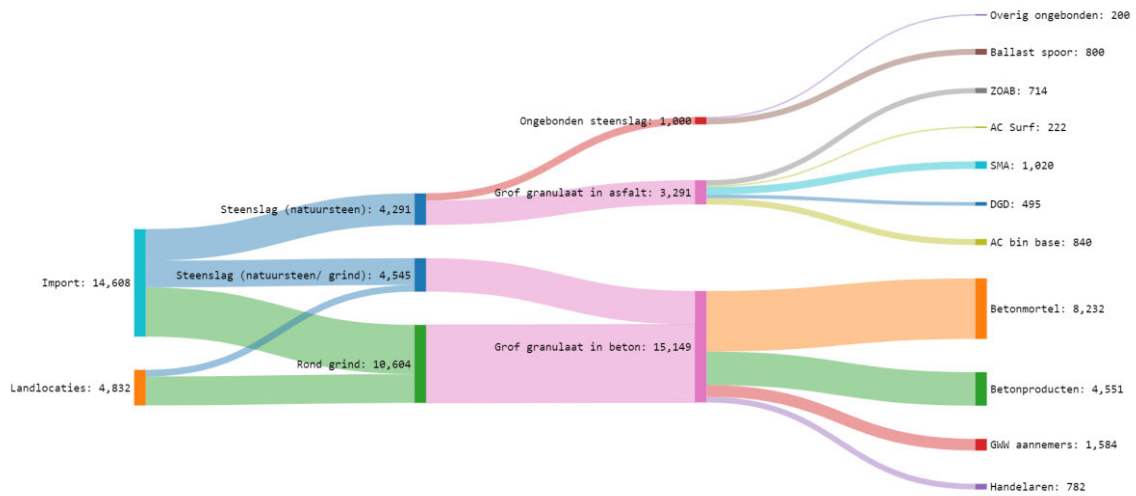 Overig ongebonden: 200
Ballast spoor: 800
ZOAB: 714
Ongebonden steenslag: 1,000
AC Surf: 222
SMA: 1,020
Grof granulaat in asfalt: 3,291
DGD: 495
Steenslag (natuursteen): 4,291
AC bin base: 840
Steenslag (natuursteen/ grind): 4,545
Import: 14,608
Betonmortel: 8,232
Grof granulaat in beton: 15,149
Rond grind: 10,604
Landlocaties: 4,832
Betonproducten: 4,551
GWW aannemers: 1,584
Handelaren: 782